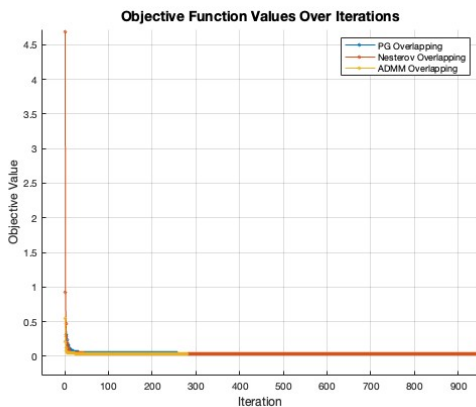 Objective Function Values Over Iterations
PG Overlapping
Nesterov Overlapping
ADMM Overlapping
4.5
4
3.5
3
2.5
2
1.5
1
0.5
0
Objective Value
0 100 200 300 400 500 600 700 800 900
Iteration